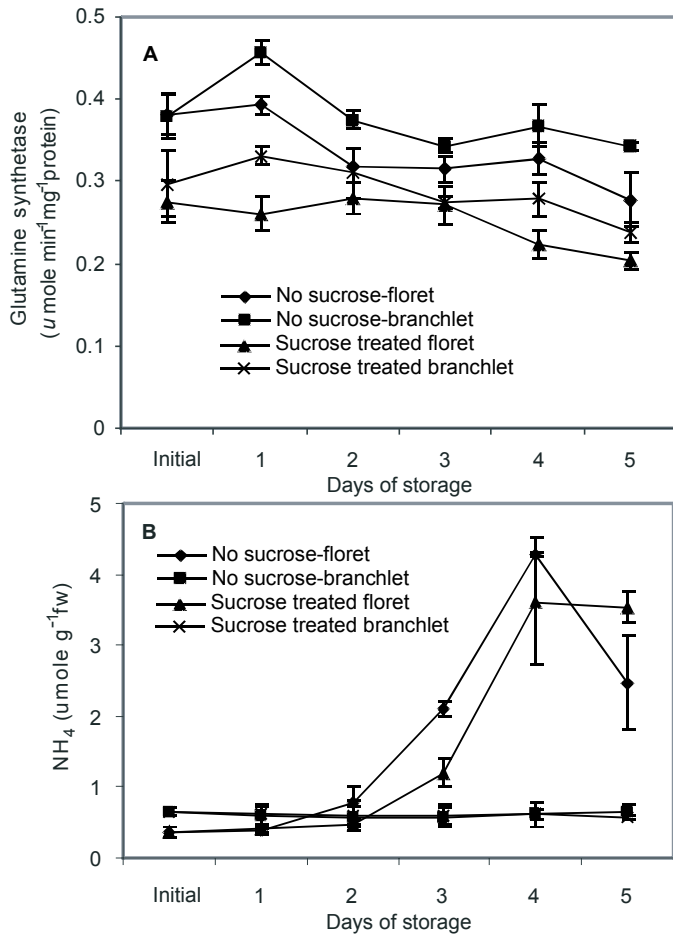 0.5
A
0.4
0.3
0.2
0.1
0
Glutamine synthetase
(u mole min⁻¹mg⁻¹protein)
No sucrose-floret
No sucrose-branchlet
Sucrose treated floret
Sucrose treated branchlet
Initial 1 2 3 4 5
Days of storage
5
B
4
3
2
1
0
NH₄ (umole g⁻¹fw)
No sucrose-floret
No sucrose-branchlet
Sucrose treated floret
Sucrose treated branchlet
Initial 1 2 3 4 5
Days of storage